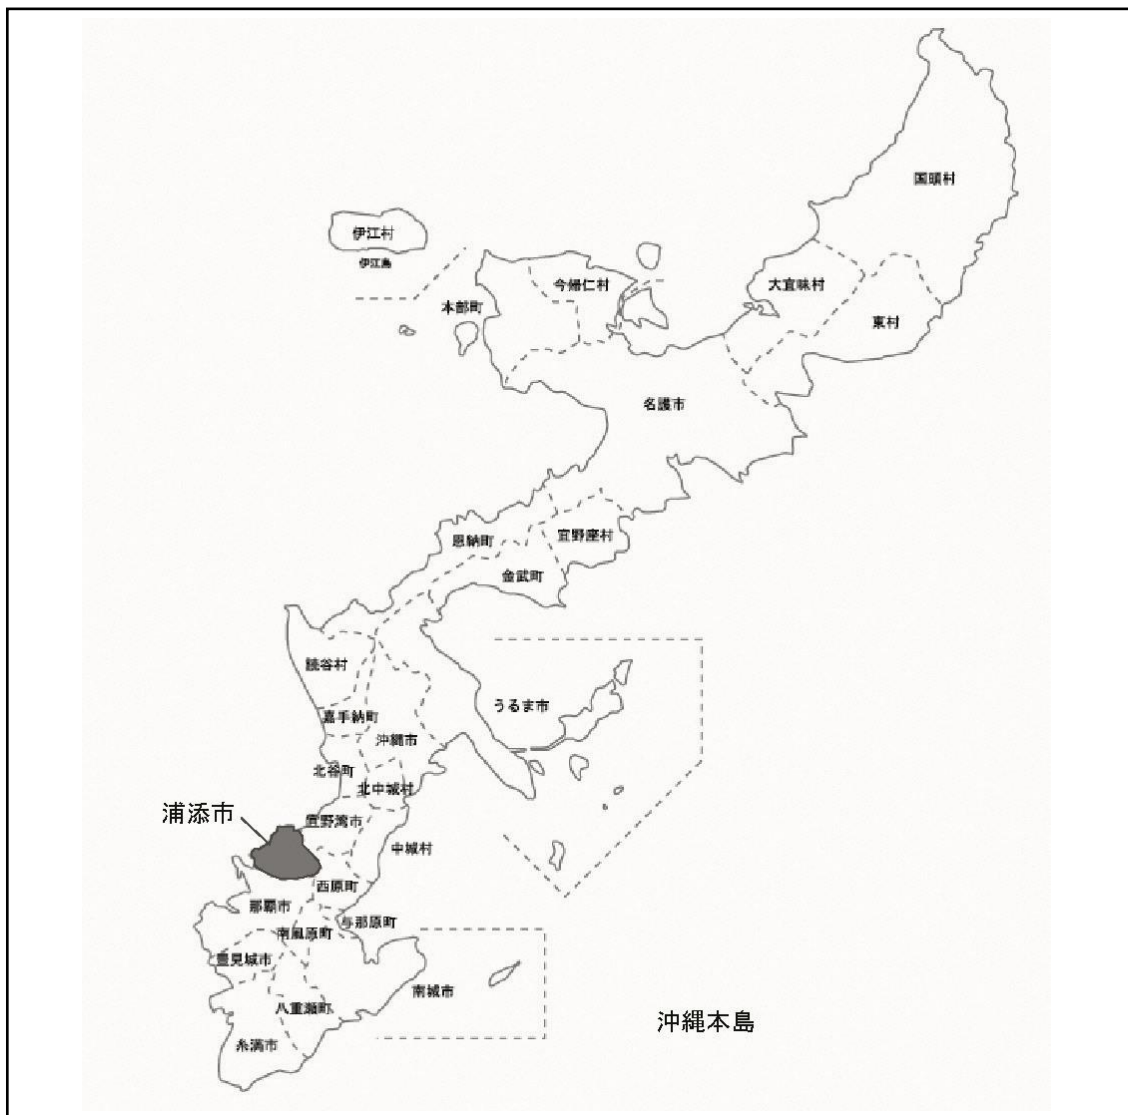 国頭村
伊江村
伊江島
大宜味村
今帰仁村
本部町
東村
名護市
宜野座村
恩納町
金武町
読谷村
うるま市
嘉手納町
沖縄市
北谷町
北中城村
浦添市
宜野湾市
中城村
西原町
那覇市
与那原町
南風原町
豊見城市
南城市
八重瀬町
沖縄本島
糸満市